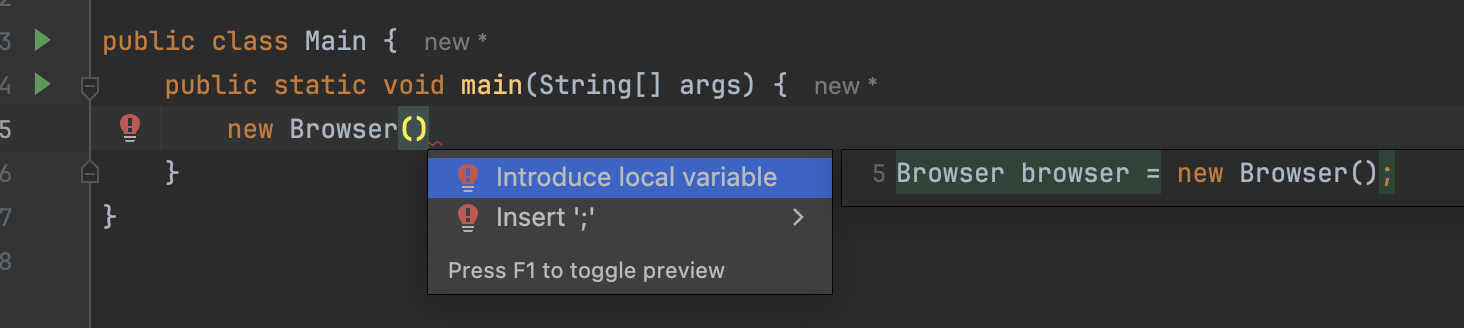 2
3 public class Main { new *
4 public static void main(String[] args) { new *
5 new Browser()
Introduce local variable
5 Browser browser = new Browser();
6 }
Insert ';'
7 }
Press F1 to toggle preview
8